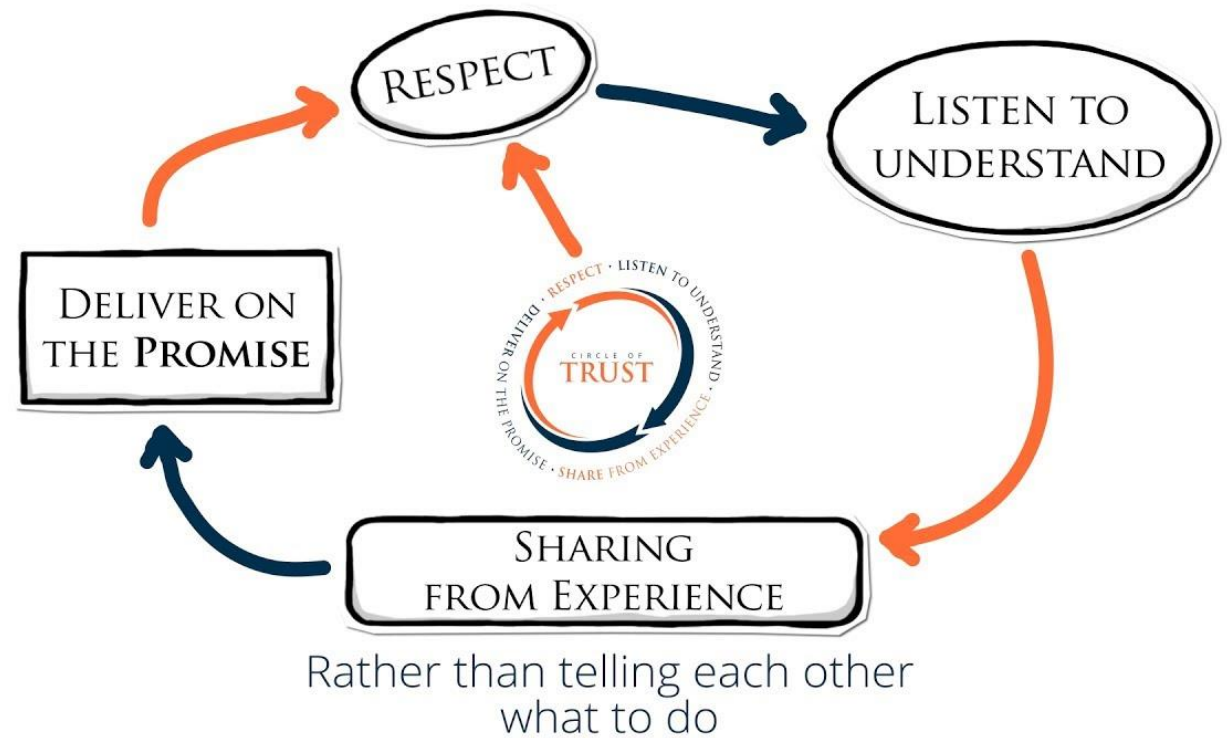 RESPECT
LISTEN TO
UNDERSTAND
DELIVER ON
THE PROMISE
RESPECT · LISTEN TO UNDERSTAND · SHARE FROM EXPERIENCE · DELIVER ON THE PROMISE ·
CIRCLE OF
TRUST
SHARING
FROM EXPERIENCE
Rather than telling each other
what to do